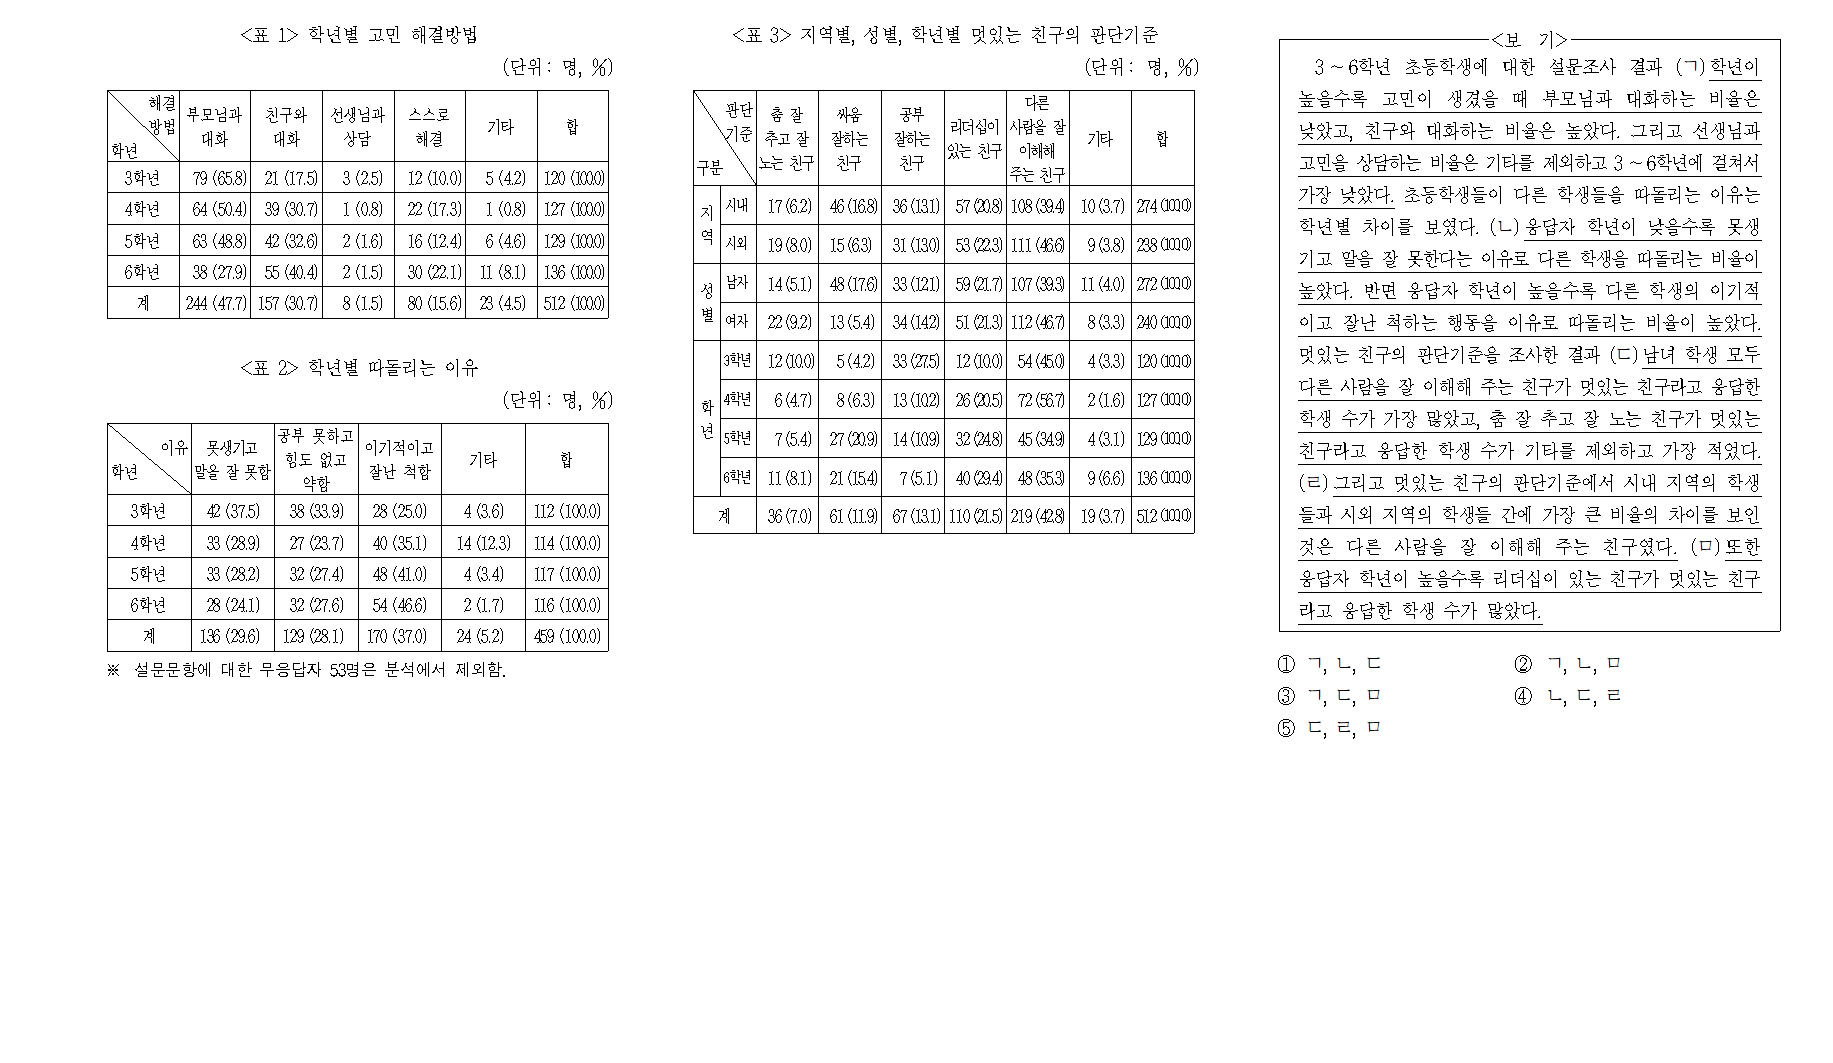 <표 1> 학년별 고민 해결방법
(단위: 명, %)
해결방법 학년 부모님과 대화 친구와 대화 선생님과 상담 스스로 해결 기타 합
3학년 79 (65.8) 21 (17.5) 3 (2.5) 12 (10.0) 5 (4.2) 120 (100.0)
4학년 64 (50.4) 39 (30.7) 1 (0.8) 22 (17.3) 1 (0.8) 127 (100.0)
5학년 63 (48.8) 42 (32.6) 2 (1.6) 16 (12.4) 6 (4.6) 129 (100.0)
6학년 38 (27.9) 55 (40.4) 2 (1.5) 30 (22.1) 11 (8.1) 136 (100.0)
계 244 (47.7) 157 (30.7) 8 (1.5) 80 (15.6) 23 (4.5) 512 (100.0)
<표 2> 학년별 따돌리는 이유
(단위: 명, %)
이유 학년 못생기고 말을 잘 못함 공부 못하고 힘도 없고 약함 이기적이고 잘난 척함 기타 합
3학년 42 (37.5) 38 (33.9) 28 (25.0) 4 (3.6) 112 (100.0)
4학년 33 (28.9) 27 (23.7) 40 (35.1) 14 (12.3) 114 (100.0)
5학년 33 (28.2) 32 (27.4) 48 (41.0) 4 (3.4) 117 (100.0)
6학년 28 (24.1) 32 (27.6) 54 (46.6) 2 (1.7) 116 (100.0)
계 136 (29.6) 129 (28.1) 170 (37.0) 24 (5.2) 459 (100.0)
※ 설문문항에 대한 무응답자 53명은 분석에서 제외함.
<표 3> 지역별, 성별, 학년별 멋있는 친구의 판단기준
(단위: 명, %)
판단기준 구분 춤 잘 추고 잘 노는 친구 싸움 잘하는 친구 공부 잘하는 친구 리더십이 있는 친구 다른 사람을 잘 이해해 주는 친구 기타 합
지역 시내 17 (6.2) 46 (16.8) 36 (13.1) 57 (20.8) 108 (39.4) 10 (3.7) 274 (100.0)
시외 19 (8.0) 15 (6.3) 31 (13.0) 53 (22.3) 111 (46.6) 9 (3.8) 238 (100.0)
성별 남자 14 (5.1) 48 (17.6) 33 (12.1) 59 (21.7) 107 (39.3) 11 (4.0) 272 (100.0)
여자 22 (9.2) 13 (5.4) 34 (14.2) 51 (21.3) 112 (46.7) 8 (3.3) 240 (100.0)
학년 3학년 12 (10.0) 5 (4.2) 33 (27.5) 12 (10.0) 54 (45.0) 4 (3.3) 120 (100.0)
4학년 6 (4.7) 8 (6.3) 13 (10.2) 26 (20.5) 72 (56.7) 2 (1.6) 127 (100.0)
5학년 7 (5.4) 27 (20.9) 14 (10.9) 32 (24.8) 45 (34.9) 4 (3.1) 129 (100.0)
6학년 11 (8.1) 21 (15.4) 7 (5.1) 40 (29.4) 48 (35.3) 9 (6.6) 136 (100.0)
계 36 (7.0) 61 (11.9) 67 (13.1) 110 (21.5) 219 (42.8) 19 (3.7) 512 (100.0)
<보 기>
3～6학년 초등학생에 대한 설문조사 결과 (ㄱ)학년이
높을수록 고민이 생겼을 때 부모님과 대화하는 비율은
낮았고, 친구와 대화하는 비율은 높았다. 그리고 선생님과
고민을 상담하는 비율은 기타를 제외하고 3～6학년에 걸쳐서
가장 낮았다. 초등학생들이 다른 학생들을 따돌리는 이유는
학년별 차이를 보였다. (ㄴ)응답자 학년이 낮을수록 못생
기고 말을 잘 못한다는 이유로 다른 학생을 따돌리는 비율이
높았다. 반면 응답자 학년이 높을수록 다른 학생의 이기적
이고 잘난 척하는 행동을 이유로 따돌리는 비율이 높았다.
멋있는 친구의 판단기준을 조사한 결과 (ㄷ)남녀 학생 모두
다른 사람을 잘 이해해 주는 친구가 멋있는 친구라고 응답한
학생 수가 가장 많았고, 춤 잘 추고 잘 노는 친구가 멋있는
친구라고 응답한 학생 수가 기타를 제외하고 가장 적었다.
(ㄹ)그리고 멋있는 친구의 판단기준에서 시내 지역의 학생
들과 시외 지역의 학생들 간에 가장 큰 비율의 차이를 보인
것은 다른 사람을 잘 이해해 주는 친구였다. (ㅁ)또한
응답자 학년이 높을수록 리더십이 있는 친구가 멋있는 친구
라고 응답한 학생 수가 많았다.
① ㄱ, ㄴ, ㄷ ② ㄱ, ㄴ, ㅁ
③ ㄱ, ㄷ, ㅁ ④ ㄴ, ㄷ, ㄹ
⑤ ㄷ, ㄹ, ㅁ